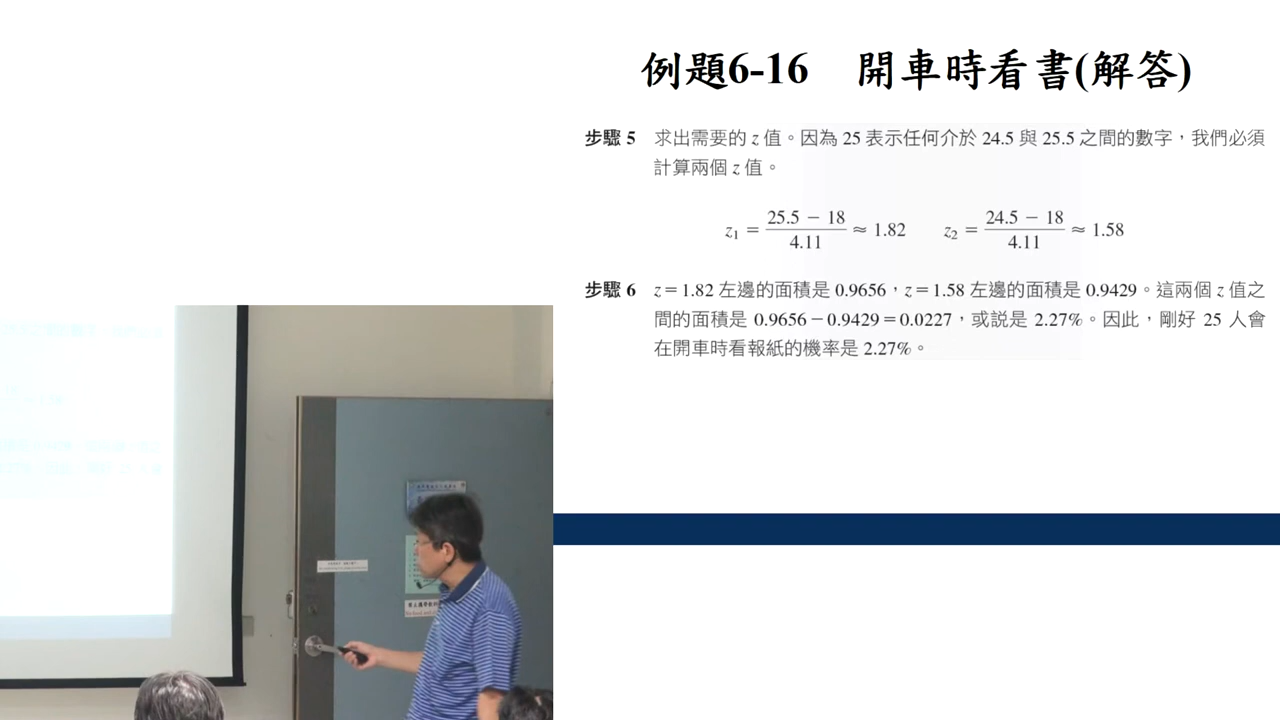 例題6-16　開車時看書(解答)
步驟 5　求出需要的 z 值。因為 25 表示任何介於 24.5 與 25.5 之間的數字，我們必須
計算兩個 z 值。
z₁ = (25.5 − 18)/4.11 ≈ 1.82　z₂ = (24.5 − 18)/4.11 ≈ 1.58
步驟 6　z = 1.82 左邊的面積是 0.9656，z = 1.58 左邊的面積是 0.9429。這兩個 z 值之
間的面積是 0.9656 − 0.9429 = 0.0227，或說是 2.27%。因此，剛好 25 人會
在開車時看報紙的機率是 2.27%。